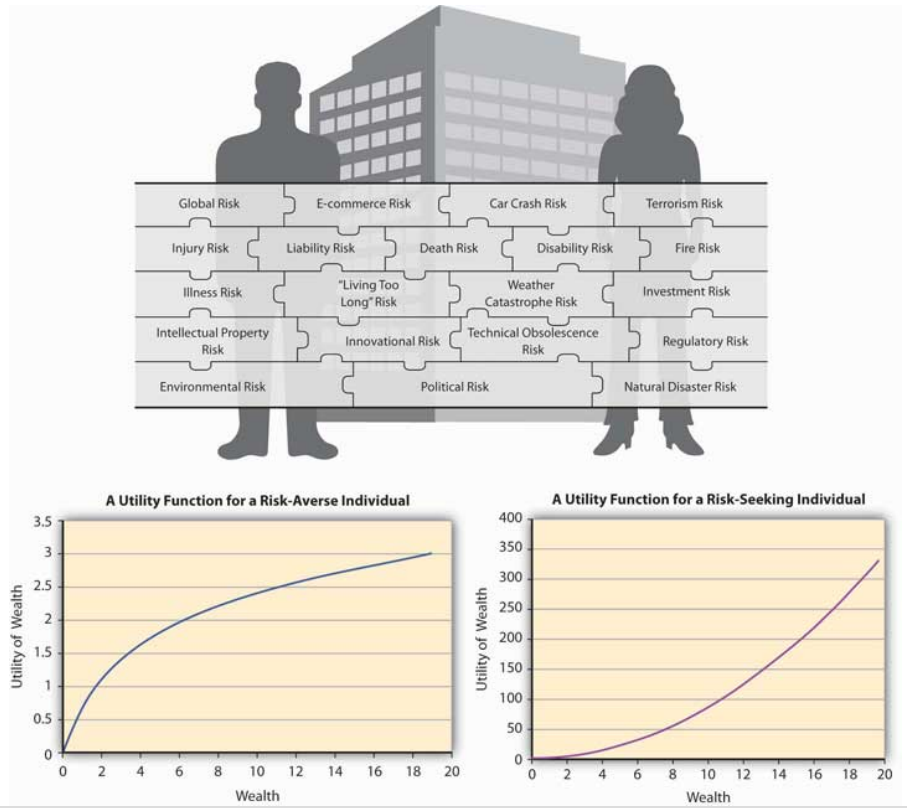 Global Risk E-commerce Risk Car Crash Risk Terrorism Risk
Injury Risk Liability Risk Death Risk Disability Risk Fire Risk
Illness Risk
"Living Too
Long" Risk
Weather
Catastrophe Risk
Investment Risk
Intellectual Property
Risk
Innovational Risk
Technical Obsolescence
Risk
Regulatory Risk
Environmental Risk Political Risk Natural Disaster Risk
A Utility Function for a Risk-Averse Individual
3.5
3
2.5
2
1.5
1
0.5
0
0 2 4 6 8 10 12 14 16 18 20
Utility of Wealth
Wealth
A Utility Function for a Risk-Seeking Individual
400
350
300
250
200
150
100
50
0
0 2 4 6 8 10 12 14 16 18 20
Utility of Wealth
Wealth